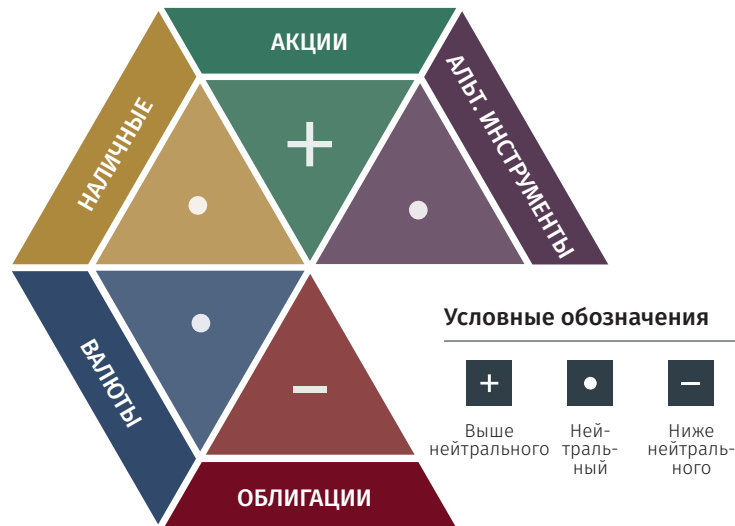 АКЦИИ
НАЛИЧНЫЕ
АЛЬТ. ИНСТРУМЕНТЫ
ВАЛЮТЫ
ОБЛИГАЦИИ
Условные обозначения
Выше
нейтрального
Ней-
траль-
ный
Ниже
нейтраль-
ного